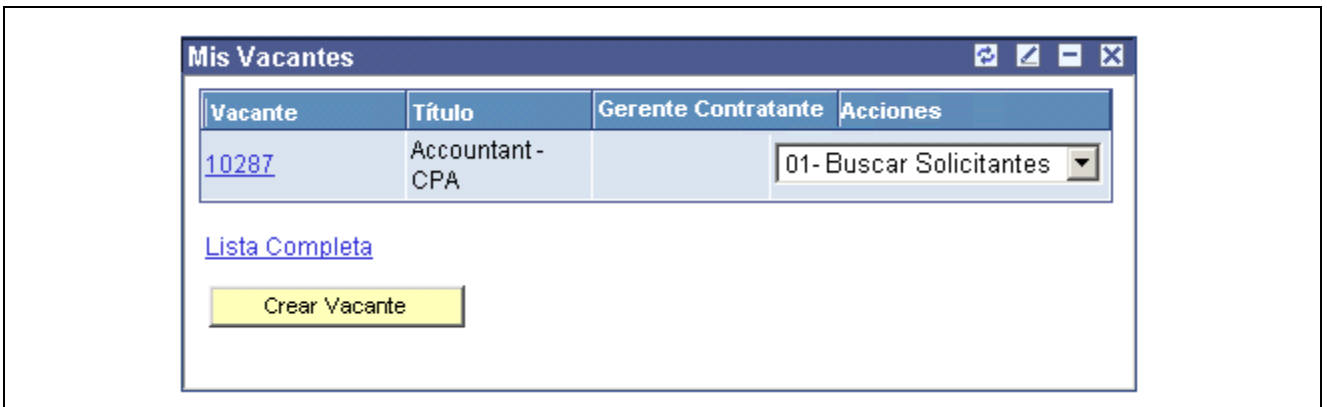 Mis Vacantes
Vacante Título Gerente Contratante Acciones
10287 Accountant - CPA 01- Buscar Solicitantes
Lista Completa
Crear Vacante